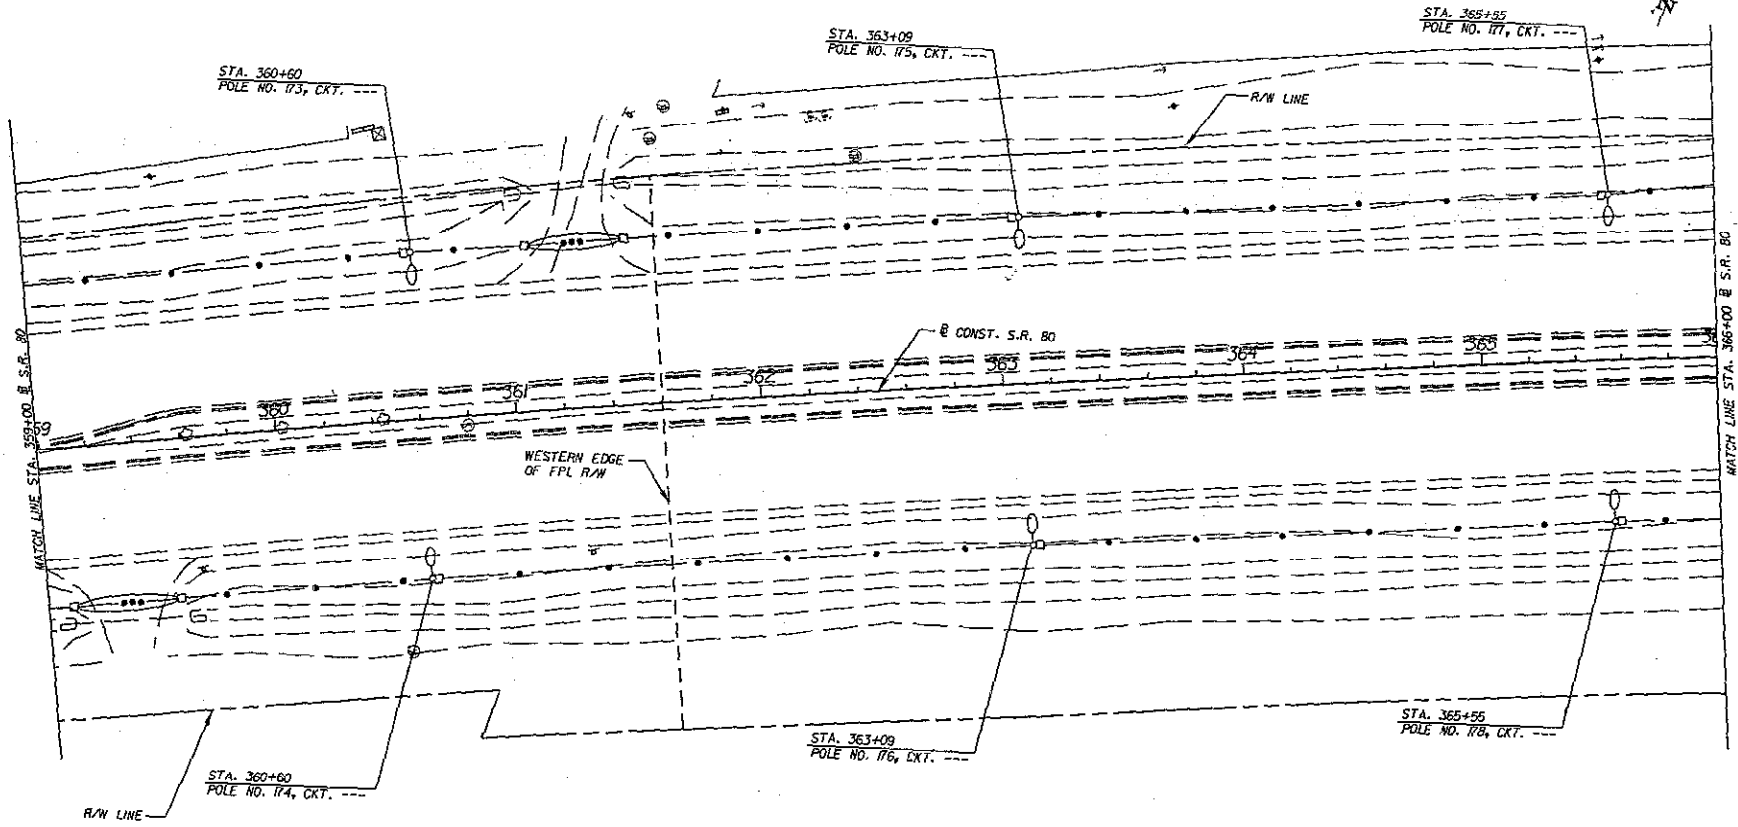 N
STA. 365+55
POLE NO. 177, CKT. ---
STA. 363+09
POLE NO. 175, CKT. ---
STA. 360+60
POLE NO. 173, CKT. ---
R/W LINE
MATCH LINE STA. 359+00 ℄ S.R. 80
MATCH LINE STA. 366+00 ℄ S.R. 80
℄ CONST. S.R. 80
360
361
362
363
364
365
WESTERN EDGE
OF FPL R/W
STA. 365+55
POLE NO. 178, CKT. ---
STA. 363+09
POLE NO. 176, CKT. ---
STA. 360+60
POLE NO. 174, CKT. ---
R/W LINE